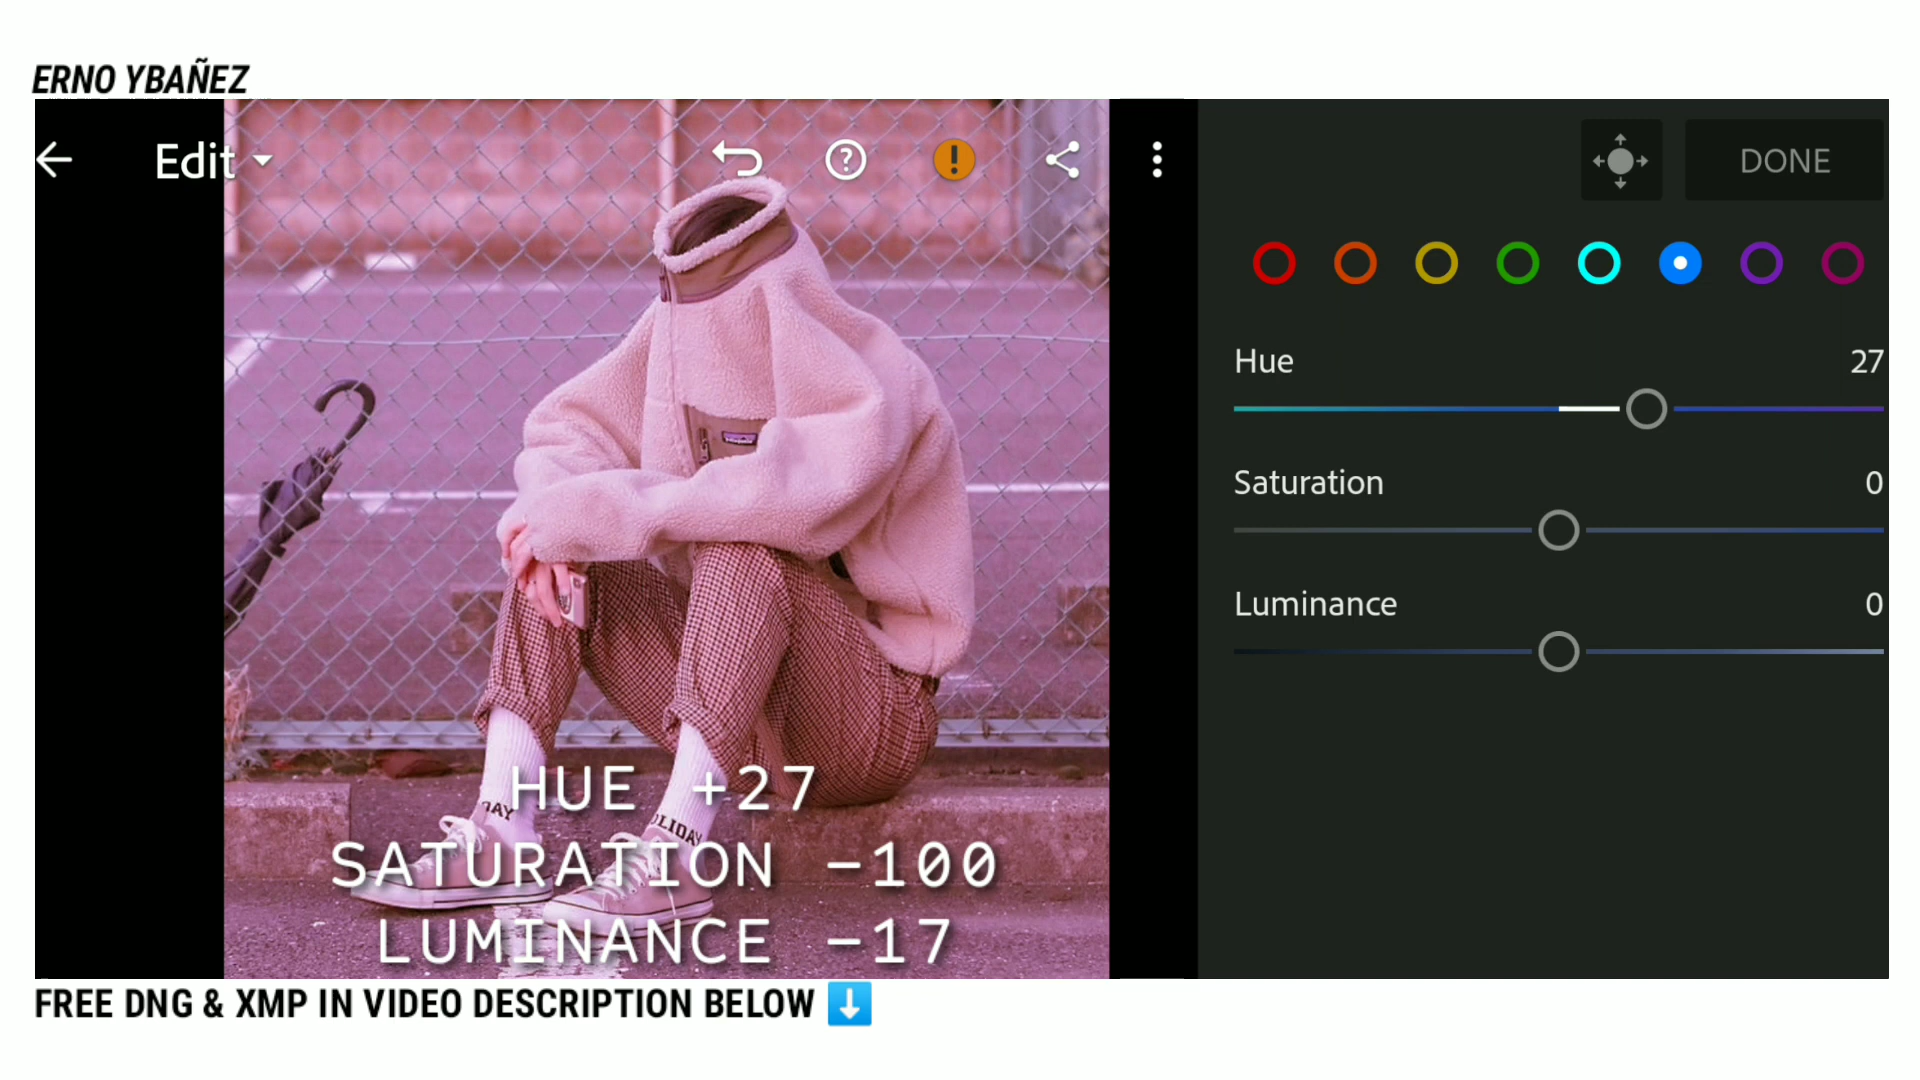 ERNO YBAÑEZ
Edit
DONE
Hue 27
Saturation 0
Luminance 0
HUE +27
SATURATION -100
LUMINANCE -17
FREE DNG & XMP IN VIDEO DESCRIPTION BELOW ⬇️